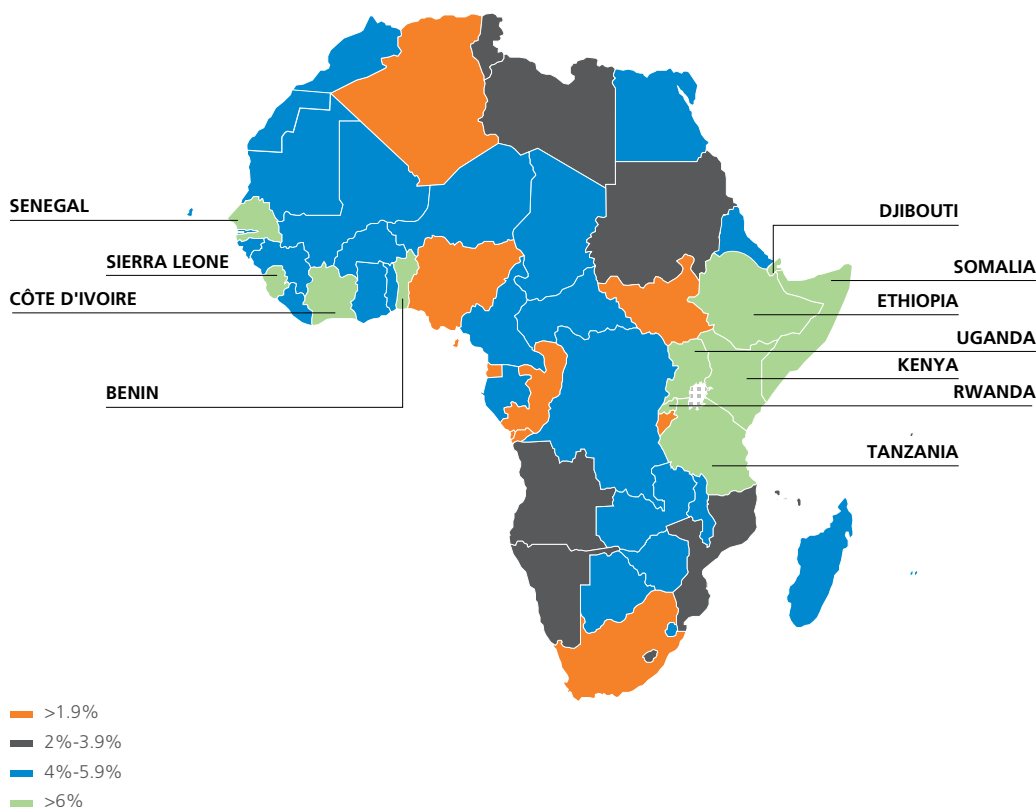 SENEGAL
SIERRA LEONE
CÔTE D'IVOIRE
BENIN
DJIBOUTI
SOMALIA
ETHIOPIA
UGANDA
KENYA
RWANDA
TANZANIA
>1.9%
2%-3.9%
4%-5.9%
>6%